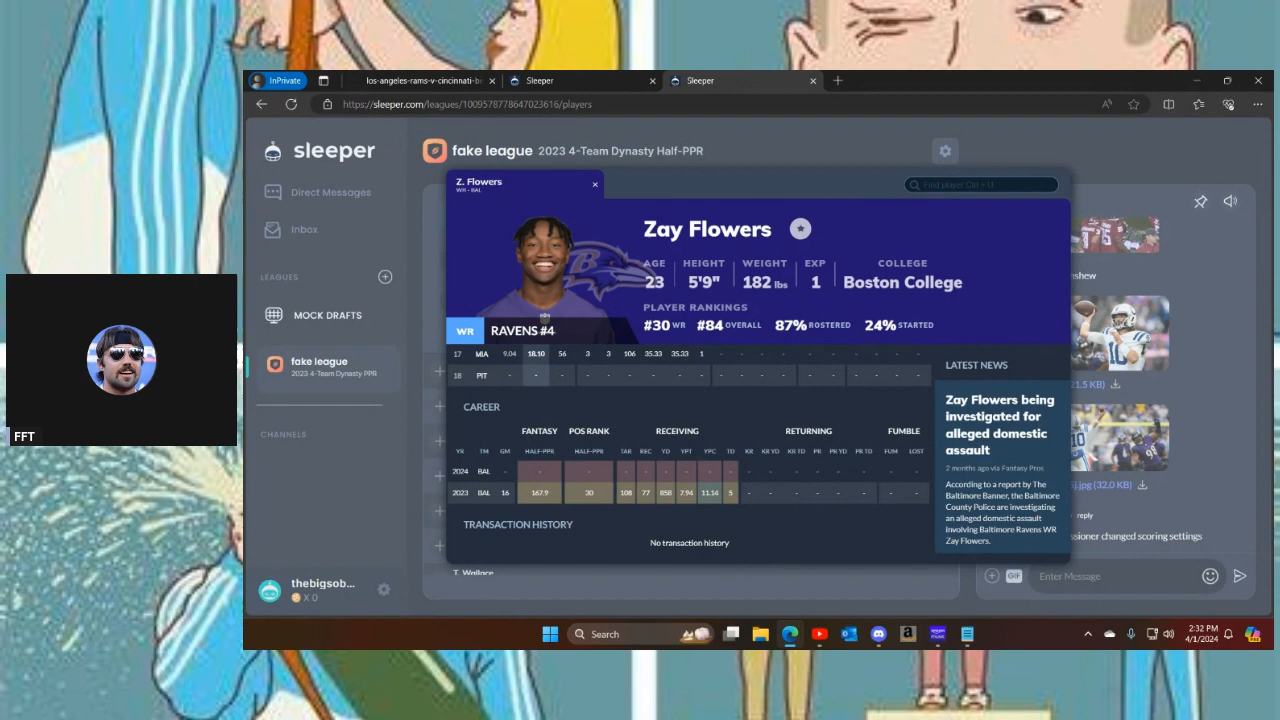 InPrivate
los-angeles-rams-v-cincinnati-be
Sleeper
Sleeper
https://sleeper.com/leagues/1009578778647023616/players
sleeper
fake league 2023 4-Team Dynasty Half-PPR
Direct Messages
Inbox
LEAGUES
MOCK DRAFTS
fake league
2023 4-Team Dynasty PPR
CHANNELS
thebigsob...
X 0
FFT
Z. Flowers
WR - BAL
Find player Ctrl + U
Zay Flowers
AGE HEIGHT WEIGHT EXP COLLEGE
23 5'9" 182 lbs 1 Boston College
PLAYER RANKINGS
#30 WR #84 OVERALL 87% ROSTERED 24% STARTED
WR RAVENS #4
17 MIA 9.04 18.10 56 3 3 106 35.33 35.33 1 - - - - - - - -
18 PIT - - - - - - - - - - - - - - - - -
CAREER
FANTASY POS RANK RECEIVING RETURNING FUMBLE
YR TM GM HALF-PPR HALF-PPR TAR REC YD YPT YPC TD KR KR YD KR TD PR PR YD PR TD FUM LOST
2024 BAL - - - - - - - - - - - - - - - - -
2023 BAL 16 167.9 30 108 77 858 7.94 11.14 5 - - - - - - - -
TRANSACTION HISTORY
No transaction history
T. Wallace
LATEST NEWS
Zay Flowers being
investigated for
alleged domestic
assault
2 months ago via Fantasy Pros
According to a report by The
Baltimore Banner, the Baltimore
County Police are investigating
an alleged domestic assault
involving Baltimore Ravens WR
Zay Flowers.
nshew
21.5 KB)
.jpg (32.0 KB)
reply
ssioner changed scoring settings
GIF Enter Message
Search
2:32 PM
4/1/2024